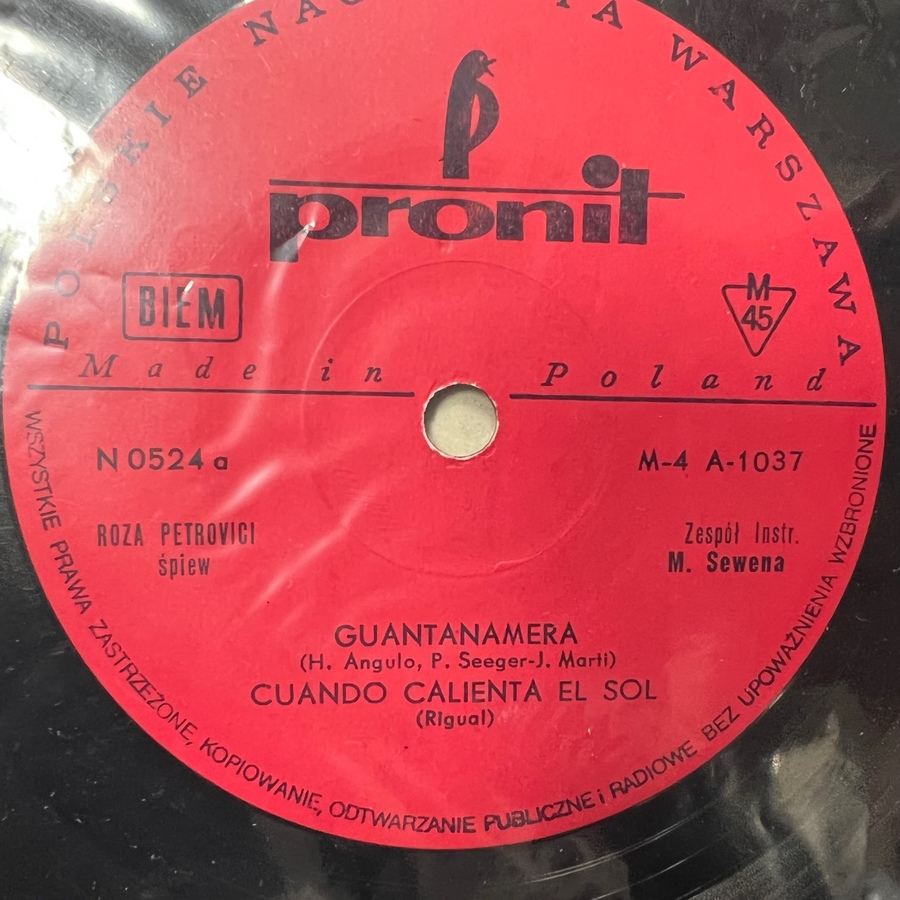 POLSKIE NAGRANIA WARSZAWA
pronit
BIEM
M
45
Made in Poland
N 0524 a
M-4 A-1037
ROZA PETROVICI
śpiew
Zespół Instr.
M. Sewena
GUANTANAMERA
(H. Angulo, P. Seeger-J. Marti)
CUANDO CALIENTA EL SOL
(Rigual)
WSZYSTKIE PRAWA ZASTRZEŻONE, KOPIOWANIE, ODTWARZANIE PUBLICZNE i RADIOWE BEZ UPOWAŻNIENIA WZBRONIONE